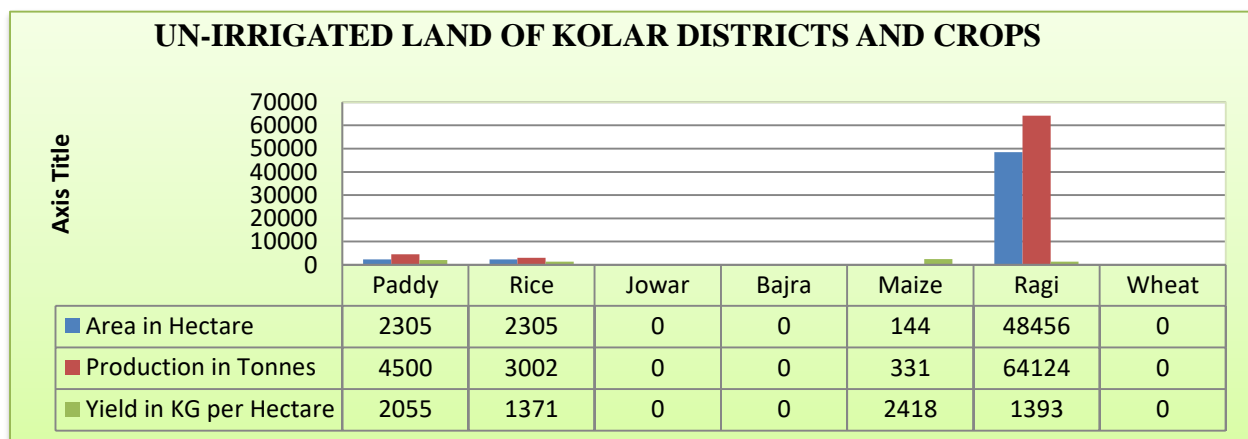 UN-IRRIGATED LAND OF KOLAR DISTRICTS AND CROPS
Axis Title
70000
60000
50000
40000
30000
20000
10000
0
Paddy Rice Jowar Bajra Maize Ragi Wheat
Area in Hectare 2305 2305 0 0 144 48456 0
Production in Tonnes 4500 3002 0 0 331 64124 0
Yield in KG per Hectare 2055 1371 0 0 2418 1393 0